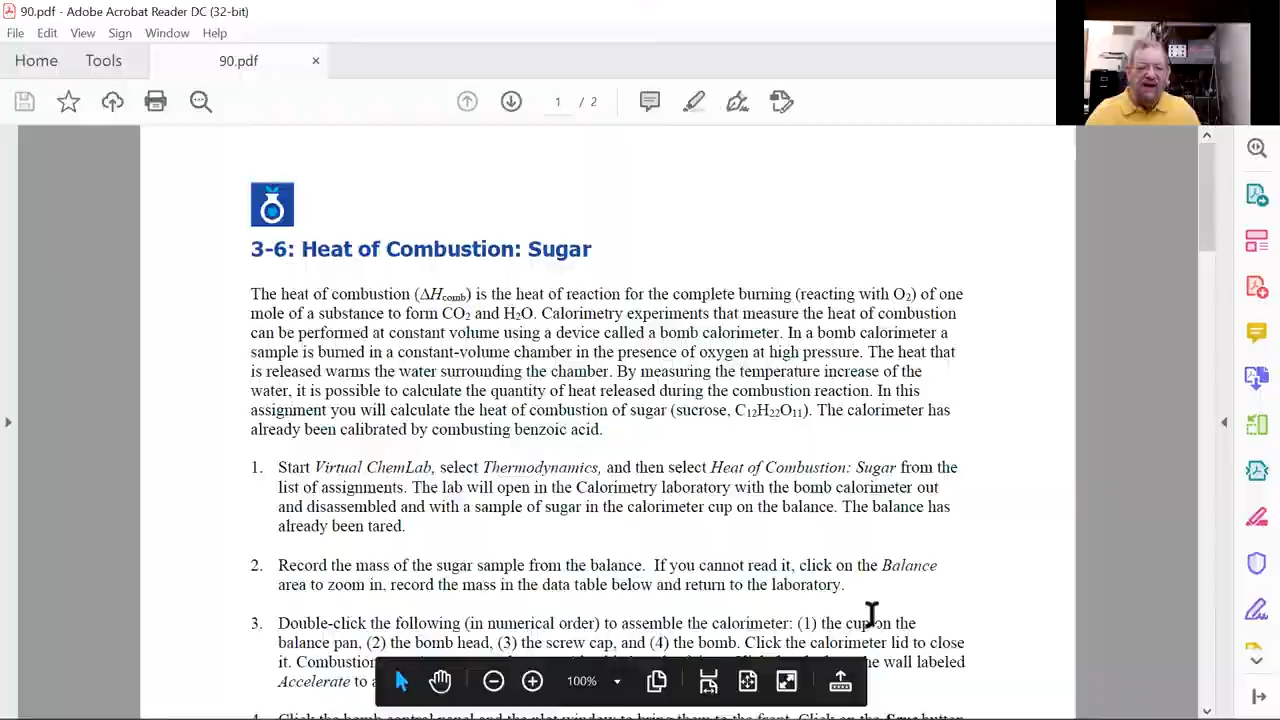 90.pdf - Adobe Acrobat Reader DC (32-bit)
File Edit View Sign Window Help
Home Tools 90.pdf ×
1 / 2
3-6: Heat of Combustion: Sugar
The heat of combustion (ΔHcomb) is the heat of reaction for the complete burning (reacting with O2) of one
mole of a substance to form CO2 and H2O. Calorimetry experiments that measure the heat of combustion
can be performed at constant volume using a device called a bomb calorimeter. In a bomb calorimeter a
sample is burned in a constant-volume chamber in the presence of oxygen at high pressure. The heat that
is released warms the water surrounding the chamber. By measuring the temperature increase of the
water, it is possible to calculate the quantity of heat released during the combustion reaction. In this
assignment you will calculate the heat of combustion of sugar (sucrose, C12H22O11). The calorimeter has
already been calibrated by combusting benzoic acid.
1. Start Virtual ChemLab, select Thermodynamics, and then select Heat of Combustion: Sugar from the
list of assignments. The lab will open in the Calorimetry laboratory with the bomb calorimeter out
and disassembled and with a sample of sugar in the calorimeter cup on the balance. The balance has
already been tared.
2. Record the mass of the sugar sample from the balance. If you cannot read it, click on the Balance
area to zoom in, record the mass in the data table below and return to the laboratory.
3. Double-click the following (in numerical order) to assemble the calorimeter: (1) the cup on the
balance pan, (2) the bomb head, (3) the screw cap, and (4) the bomb. Click the calorimeter lid to close
it. Combustion the wall labeled
Accelerate to
100%